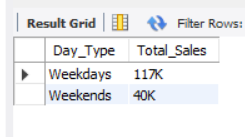 Result Grid Filter Rows:
Day_Type Total_Sales
Weekdays 117K
Weekends 40K